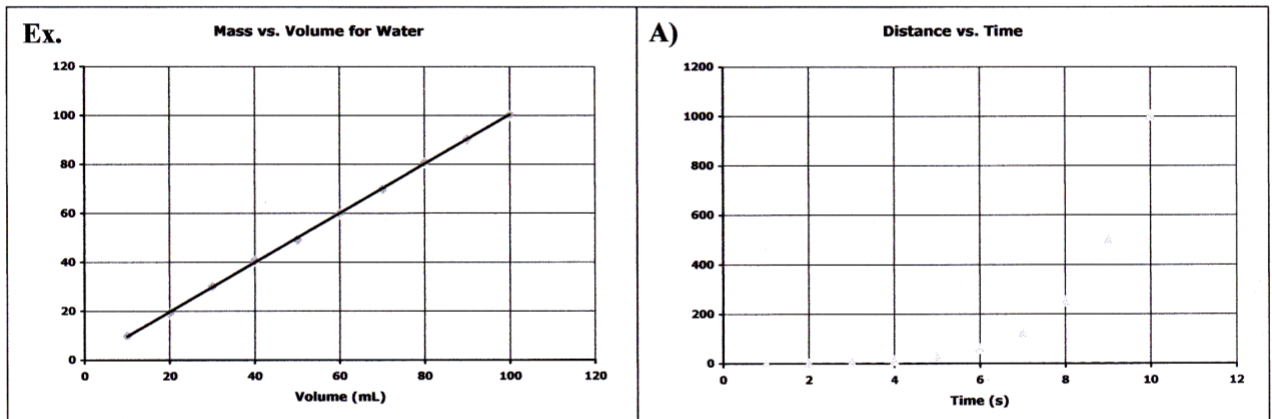 Ex.
Mass vs. Volume for Water
120
100
80
60
40
20
0
0 20 40 60 80 100 120
Volume (mL)
A)
Distance vs. Time
1200
1000
800
600
400
200
0
0 2 4 6 8 10 12
Time (s)